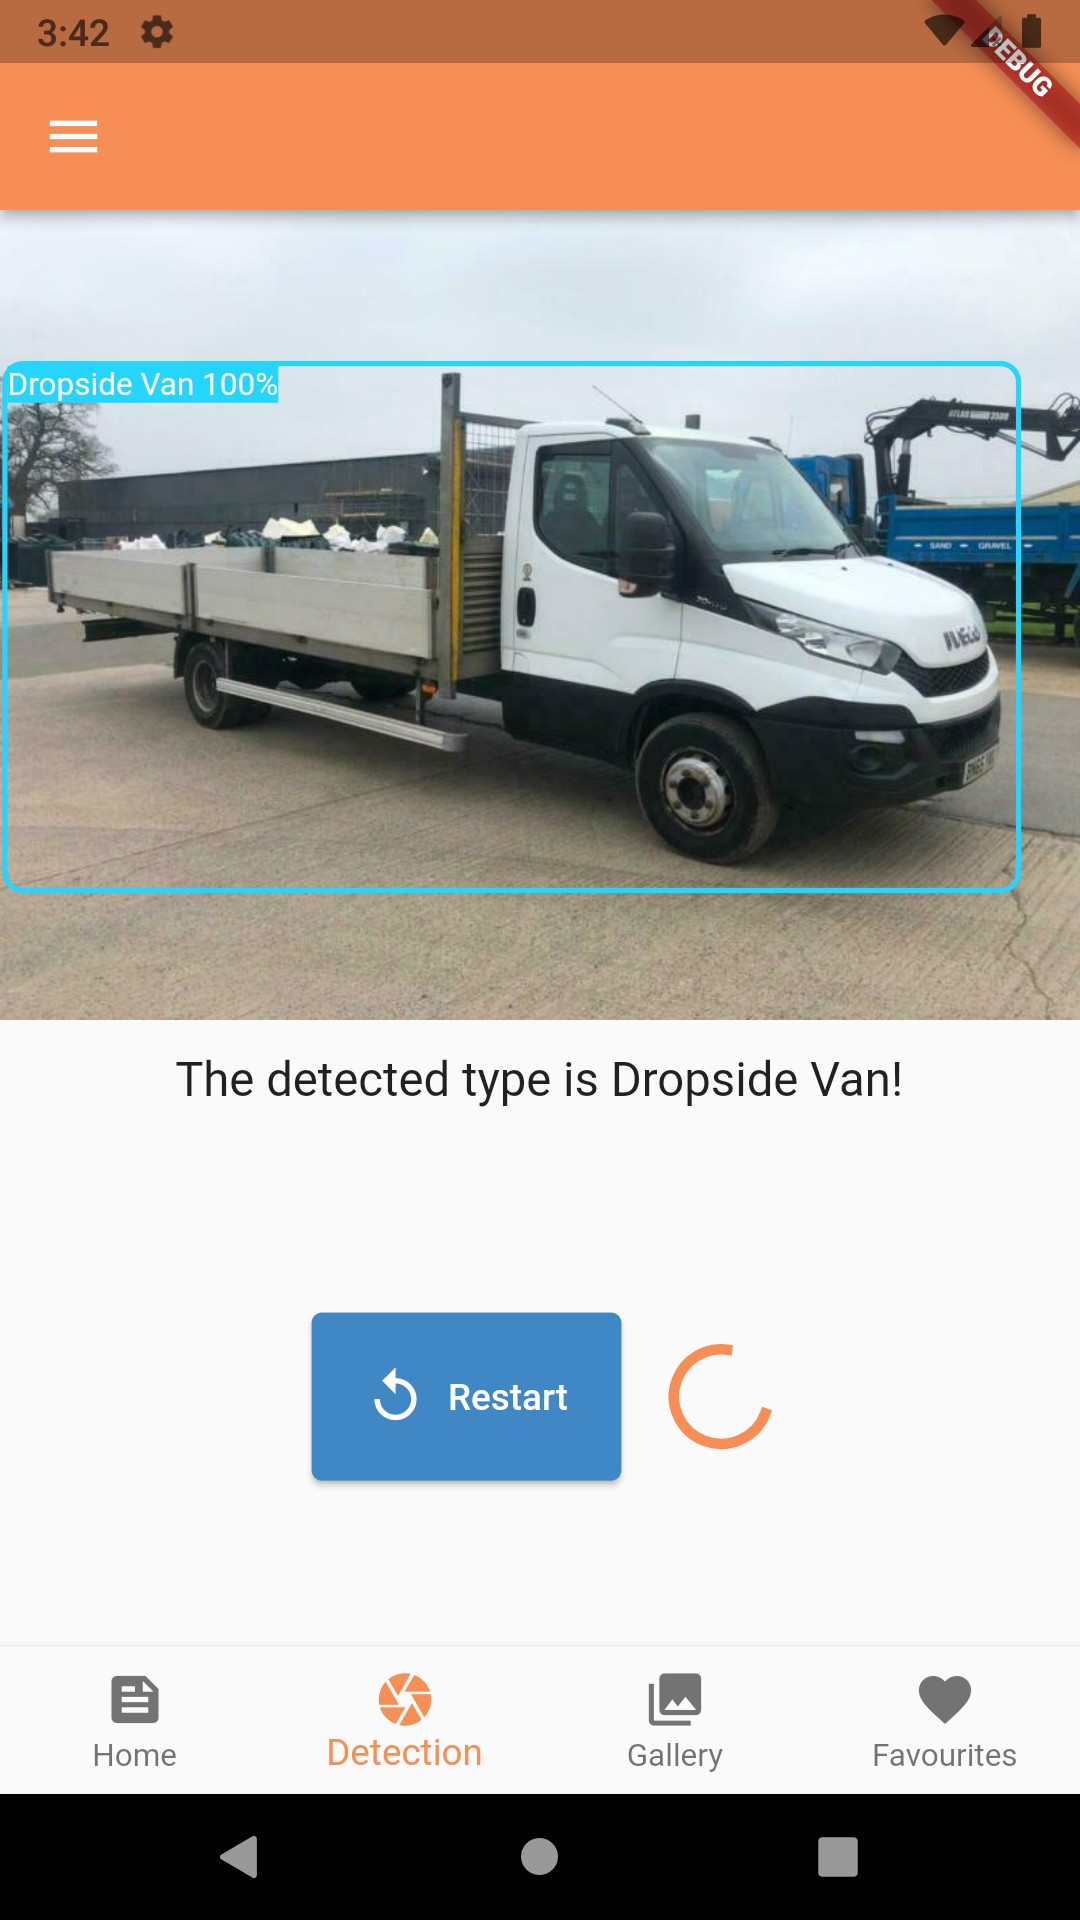 3:42
DEBUG
Dropside Van 100%
ATLAS
SAND GRAVEL
IVECO
The detected type is Dropside Van!
Restart
Home
Detection
Gallery
Favourites